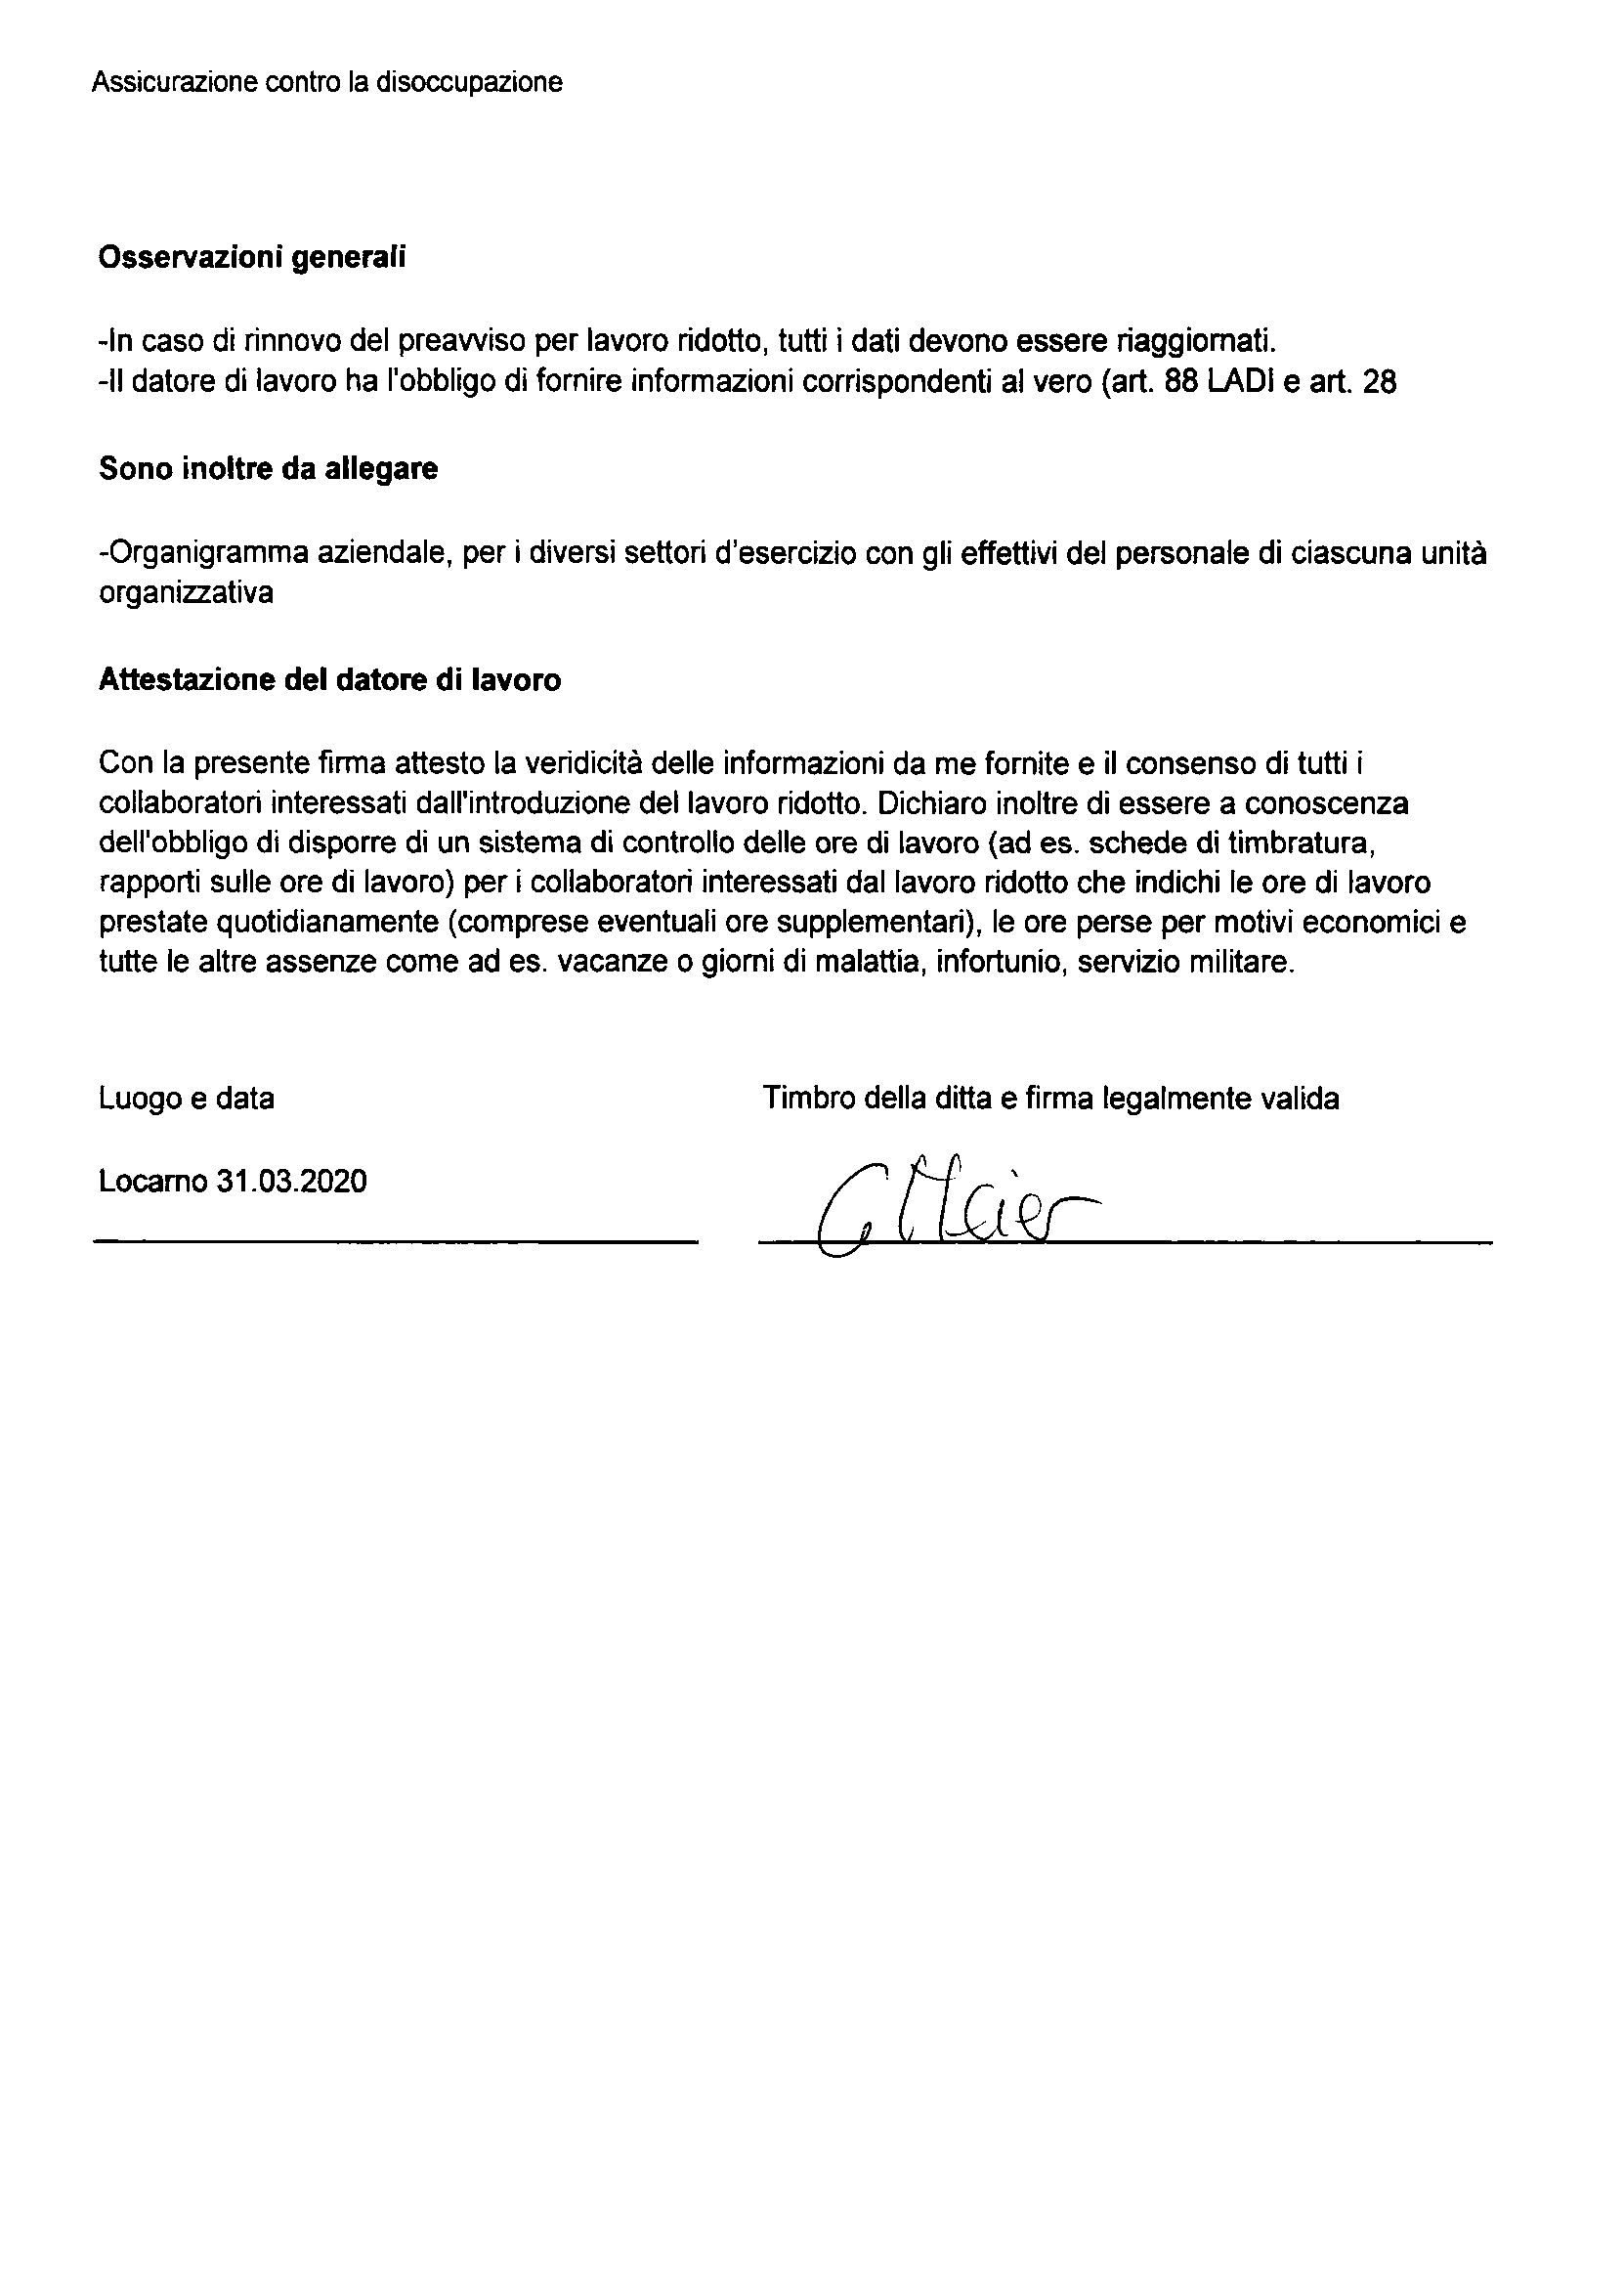 Assicurazione contro la disoccupazione
Osservazioni generali
-In caso di rinnovo del preavviso per lavoro ridotto, tutti i dati devono essere riaggiornati.
-Il datore di lavoro ha l'obbligo di fornire informazioni corrispondenti al vero (art. 88 LADI e art. 28
Sono inoltre da allegare
-Organigramma aziendale, per i diversi settori d'esercizio con gli effettivi del personale di ciascuna unità
organizzativa
Attestazione del datore di lavoro
Con la presente firma attesto la veridicità delle informazioni da me fornite e il consenso di tutti i
collaboratori interessati dall'introduzione del lavoro ridotto. Dichiaro inoltre di essere a conoscenza
dell'obbligo di disporre di un sistema di controllo delle ore di lavoro (ad es. schede di timbratura,
rapporti sulle ore di lavoro) per i collaboratori interessati dal lavoro ridotto che indichi le ore di lavoro
prestate quotidianamente (comprese eventuali ore supplementari), le ore perse per motivi economici e
tutte le altre assenze come ad es. vacanze o giorni di malattia, infortunio, servizio militare.
Luogo e data
Timbro della ditta e firma legalmente valida
Locarno 31.03.2020
Meier